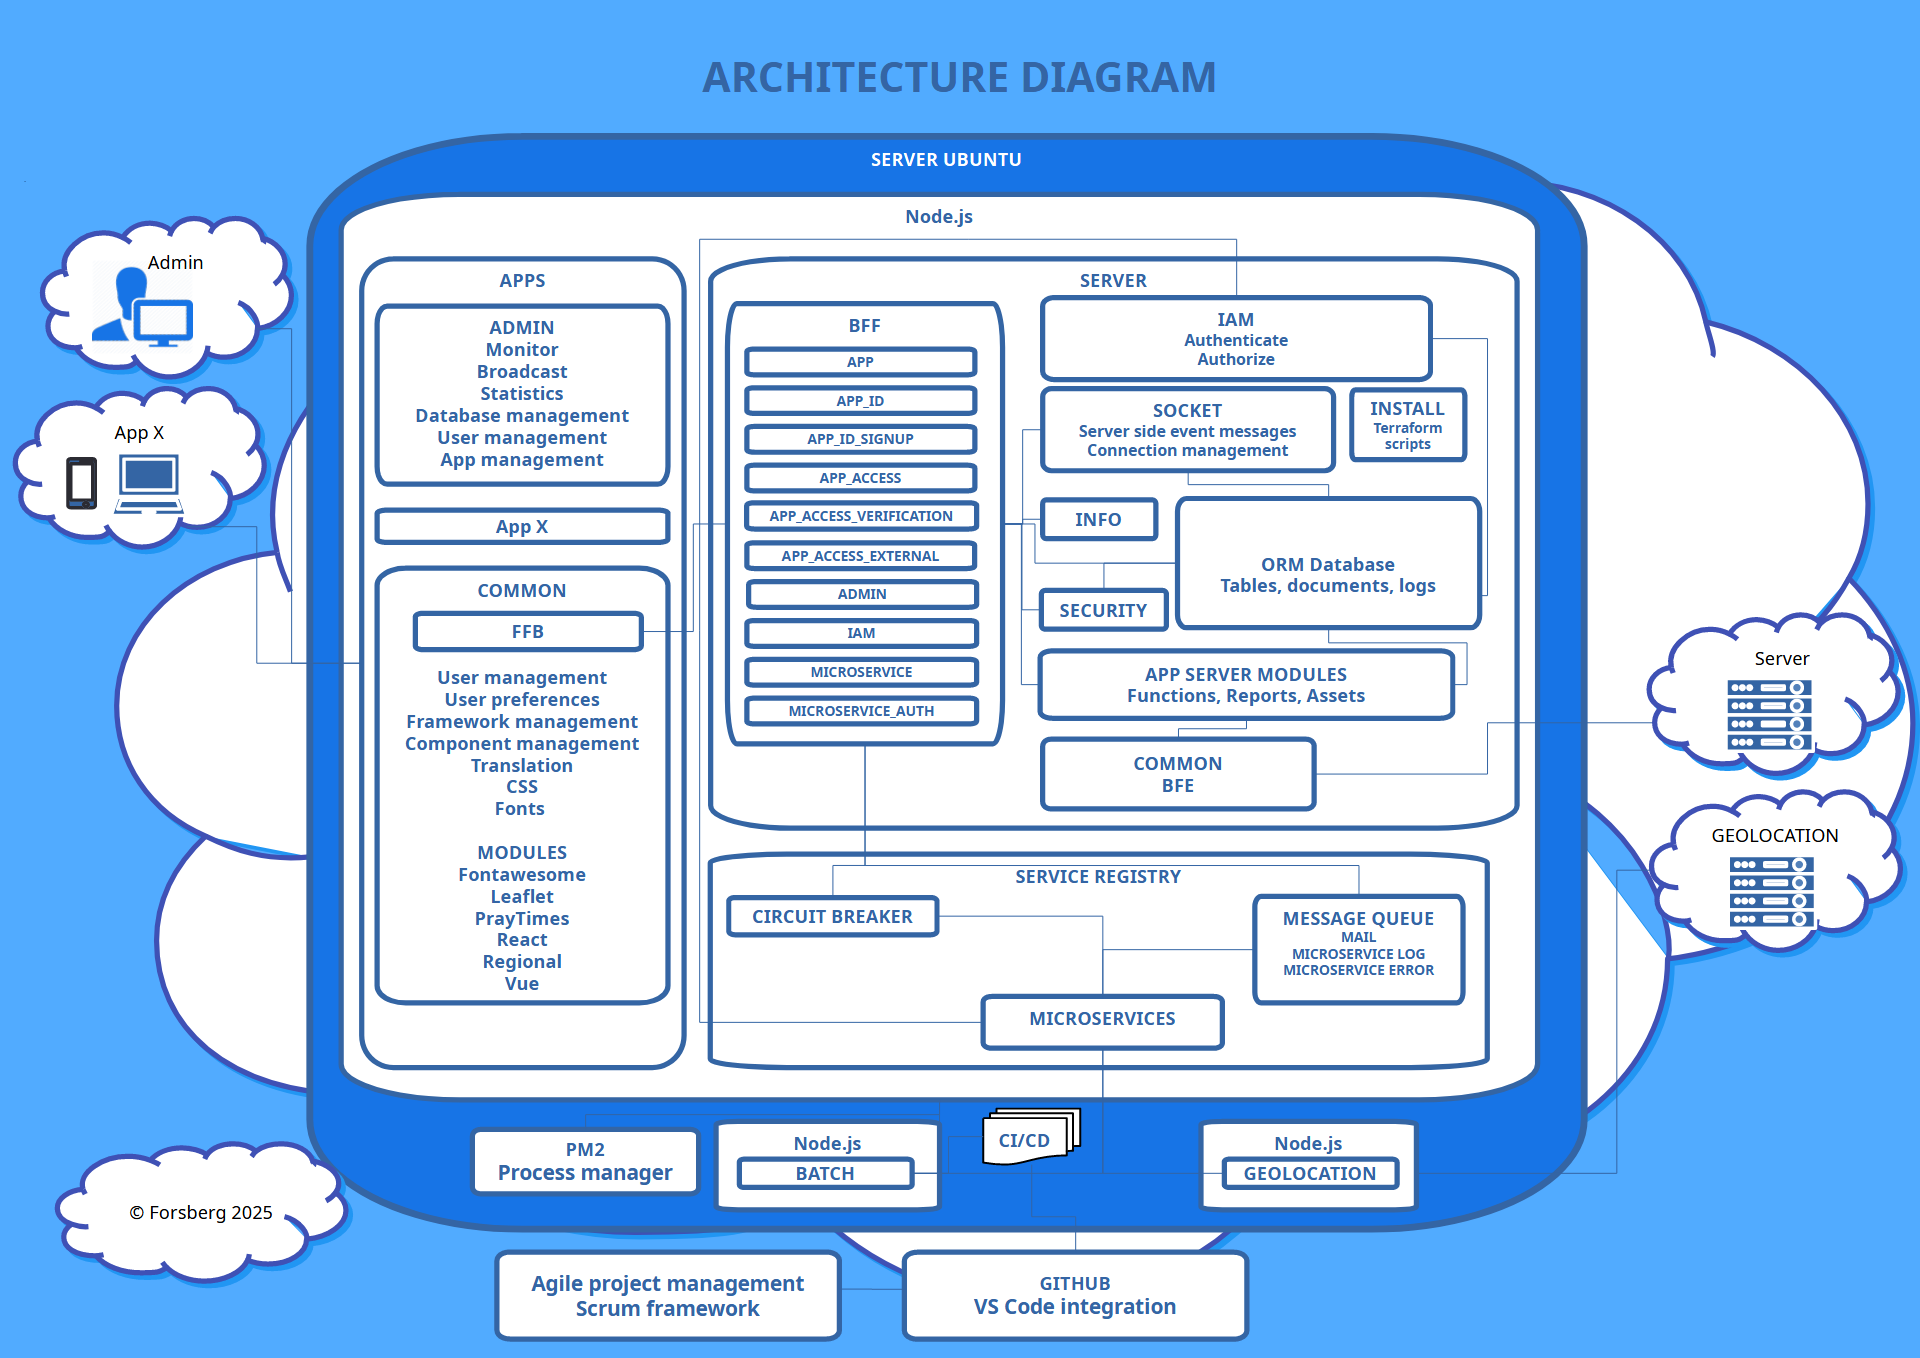 ARCHITECTURE DIAGRAM
SERVER UBUNTU
Node.js
Admin
App X
APPS
ADMIN
Monitor
Broadcast
Statistics
Database management
User management
App management
App X
COMMON
FFB
User management
User preferences
Framework management
Component management
Translation
CSS
Fonts
MODULES
Fontawesome
Leaflet
PrayTimes
React
Regional
Vue
SERVER
BFF
APP
APP_ID
APP_ID_SIGNUP
APP_ACCESS
APP_ACCESS_VERIFICATION
APP_ACCESS_EXTERNAL
ADMIN
IAM
MICROSERVICE
MICROSERVICE_AUTH
IAM
Authenticate
Authorize
SOCKET
Server side event messages
Connection management
INSTALL
Terraform
scripts
INFO
ORM Database
Tables, documents, logs
SECURITY
APP SERVER MODULES
Functions, Reports, Assets
COMMON
BFE
Server
GEOLOCATION
SERVICE REGISTRY
CIRCUIT BREAKER
MESSAGE QUEUE
MAIL
MICROSERVICE LOG
MICROSERVICE ERROR
MICROSERVICES
PM2
Process manager
Node.js
BATCH
CI/CD
Node.js
GEOLOCATION
© Forsberg 2025
Agile project management
Scrum framework
GITHUB
VS Code integration